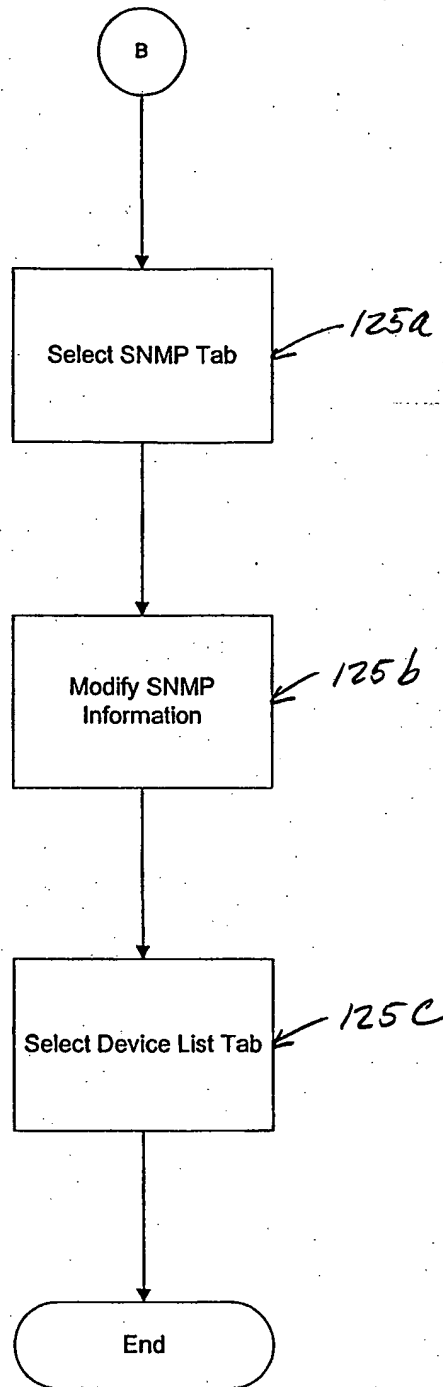 B
Select SNMP Tab
125a
Modify SNMP
Information
125b
Select Device List Tab
125c
End